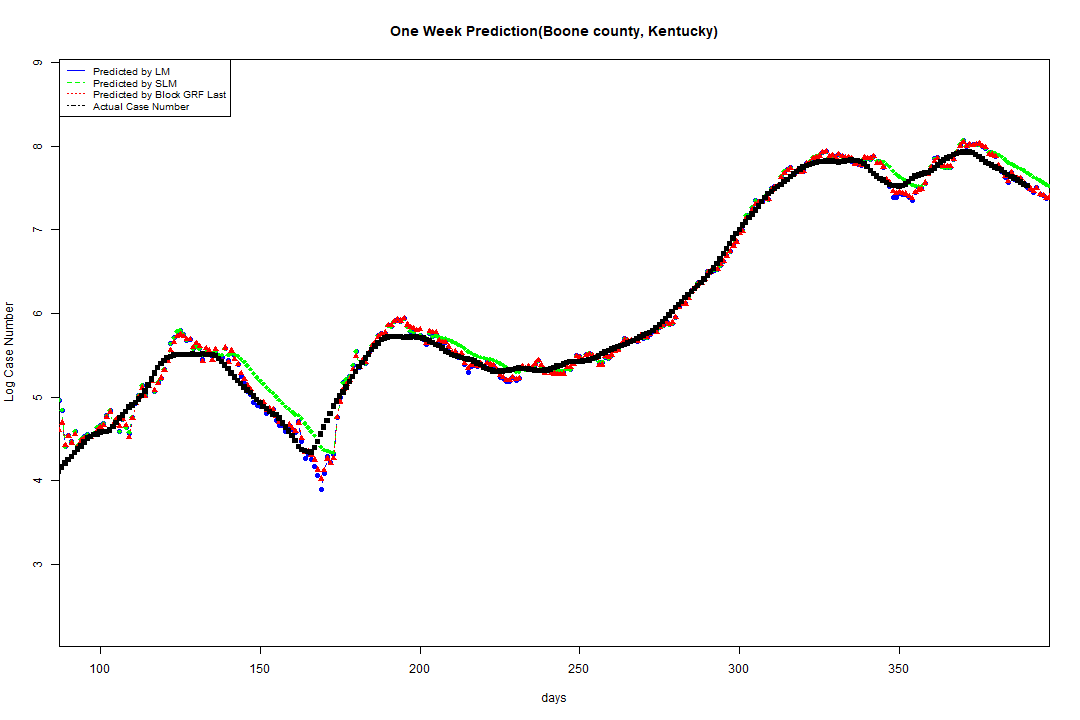 One Week Prediction(Boone county, Kentucky)
Predicted by LM
Predicted by SLM
Predicted by Block GRF Last
Actual Case Number
9
8
7
6
5
4
3
Log Case Number
100 150 200 250 300 350
days